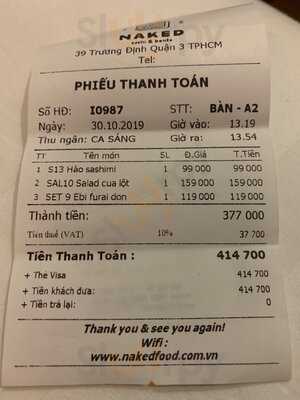 NAKED
39 Trương Định Quận 3 TPHCM
Tel:
PHIẾU THANH TOÁN
Số HĐ: I0987 STT: BÀN - A2
Ngày: 30.10.2019 Giờ vào: 13.19
Thu ngân: CA SÁNG Giờ ra: 13.54
TT Tên món SL Đ.Giá T.Tiền
1 S13 Hào sashimi 1 99 000 99 000
2 SAL10 Salad cua lột 1 159 000 159 000
3 SET 9 Ebi furai don 1 119 000 119 000
Thành tiền: 377 000
Tiền thuế (VAT) 10% 37 700
Tiền Thanh Toán : 414 700
+ Thẻ Visa 414 700
+ Tiền khách đưa: 414 700
+ Tiền trả lại: 0
Thank you & see you again!
Wifi :
www.nakedfood.com.vn